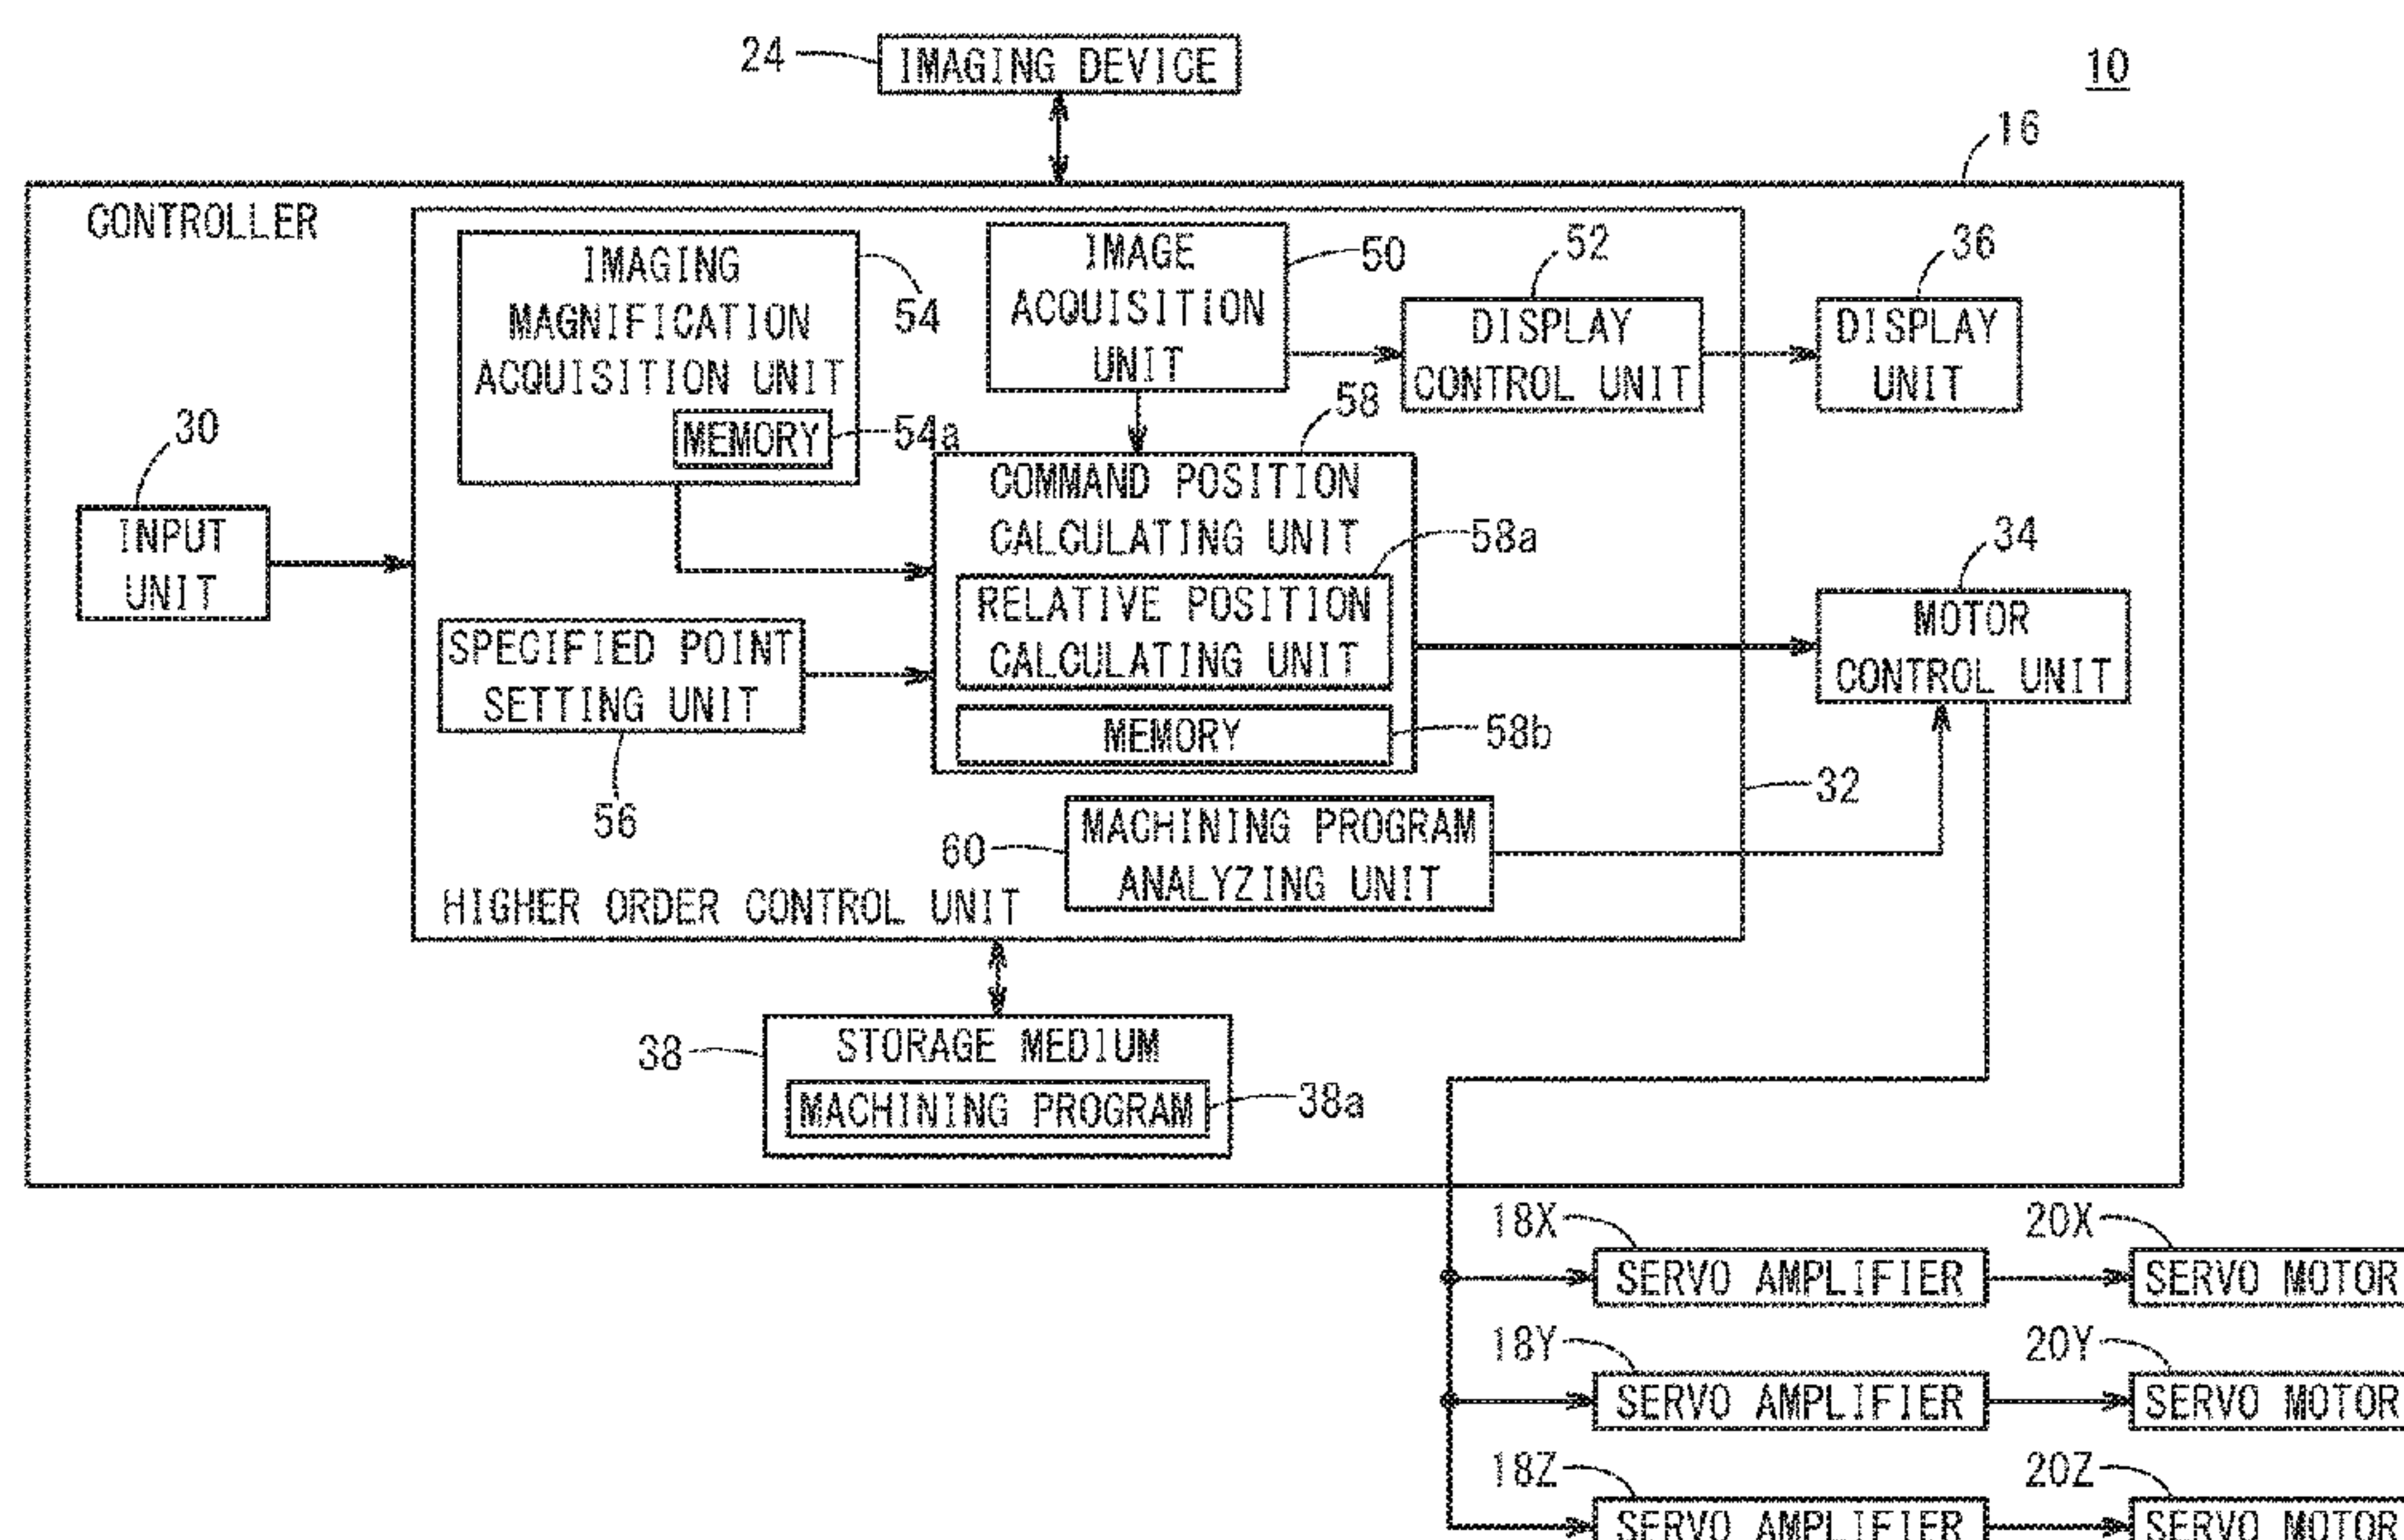 24
IMAGING DEVICE
10
16
CONTROLLER
IMAGING
MAGNIFICATION
ACQUISITION UNIT
54
MEMORY
54a
IMAGE
ACQUISITION
UNIT
50
52
DISPLAY
CONTROL UNIT
36
DISPLAY
UNIT
30
INPUT
UNIT
58
COMMAND POSITION
CALCULATING UNIT
58a
RELATIVE POSITION
CALCULATING UNIT
MEMORY
58b
34
MOTOR
CONTROL UNIT
SPECIFIED POINT
SETTING UNIT
56
32
60
MACHINING PROGRAM
ANALYZING UNIT
HIGHER ORDER CONTROL UNIT
38
STORAGE MEDIUM
MACHINING PROGRAM
38a
18X
SERVO AMPLIFIER
20X
SERVO MOTOR
18Y
SERVO AMPLIFIER
20Y
SERVO MOTOR
18Z
SERVO AMPLIFIER
20Z
SERVO MOTOR